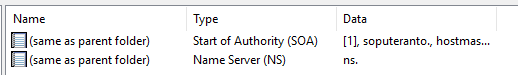 Name Type Data
(same as parent folder) Start of Authority (SOA) [1], soputeranto., hostmas...
(same as parent folder) Name Server (NS) ns.